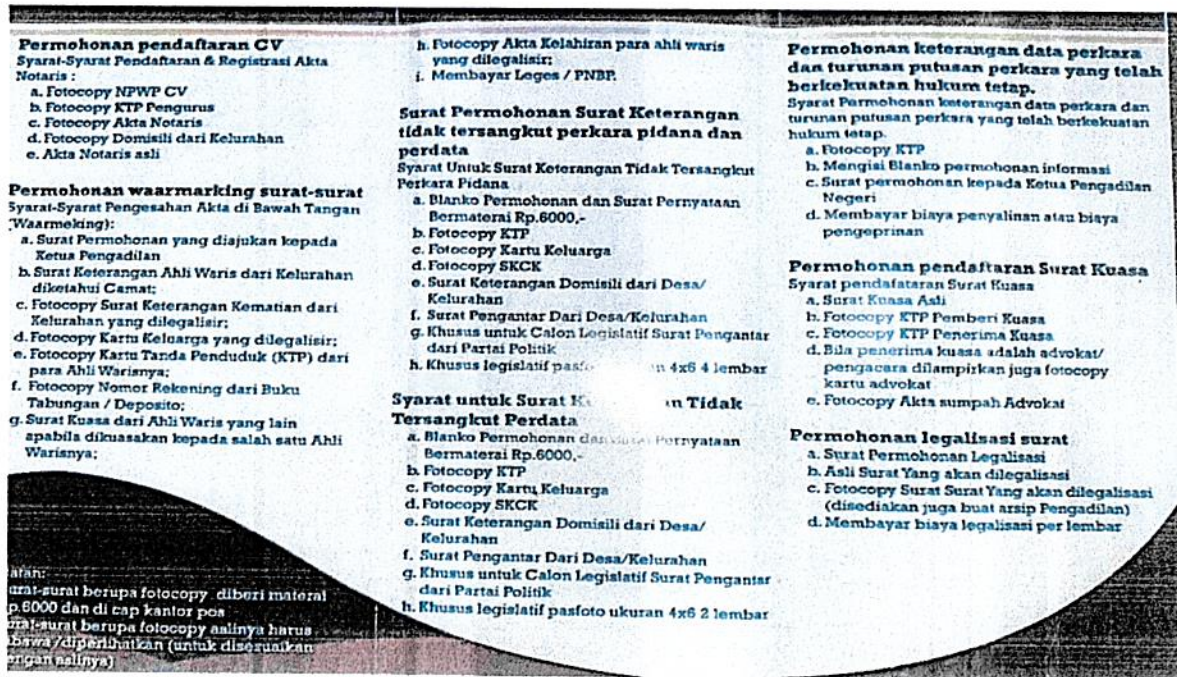 Permohonan pendaftaran CV
Syarat-Syarat Pendaftaran & Registrasi Akta
Notaris :
a. Fotocopy NPWP CV
b. Fotocopy KTP Pengurus
c. Fotocopy Akta Notaris
d. Fotocopy Domisili dari Kelurahan
e. Akta Notaris asli
Permohonan waarmarking surat-surat
Syarat-Syarat Pengesahan Akta di Bawah Tangan
(Waarmeking):
a. Surat Permohonan yang diajukan kepada
Ketua Pengadilan
b. Surat Keterangan Ahli Waris dari Kelurahan
diketahui Camat;
c. Fotocopy Surat Keterangan Kematian dari
Kelurahan yang dilegalisir;
d. Fotocopy Kartu Keluarga yang dilegalisir;
e. Fotocopy Kartu Tanda Penduduk (KTP) dari
para Ahli Warisnya;
f. Fotocopy Nomor Rekening dari Buku
Tabungan / Deposito;
g. Surat Kuasa dari Ahli Waris yang lain
apabila dikuasakan kepada salah satu Ahli
Warisnya;
atan:
urat-surat berupa fotocopy diberi materai
p.6000 dan di cap kantor pos
urat-surat berupa fotocopy aslinya harus
bawa/diperlihatkan (untuk disesuaikan
engan aslinya)
h. Fotocopy Akta Kelahiran para ahli waris
yang dilegalisir;
i. Membayar Leges / PNBP.
Surat Permohonan Surat Keterangan
tidak tersangkut perkara pidana dan
perdata
Syarat Untuk Surat Keterangan Tidak Tersangkut
Perkara Pidana
a. Blanko Permohonan dan Surat Pernyataan
Bermaterai Rp.6000,-
b. Fotocopy KTP
c. Fotocopy Kartu Keluarga
d. Fotocopy SKCK
e. Surat Keterangan Domisili dari Desa/
Kelurahan
f. Surat Pengantar Dari Desa/Kelurahan
g. Khusus untuk Calon Legislatif Surat Pengantar
dari Partai Politik
h. Khusus legislatif pasfoto 4x6 4 lembar
Syarat untuk Surat Tidak
Tersangkut Perdata
a. Blanko Permohonan dan Surat Pernyataan
Bermaterai Rp.6000,-
b. Fotocopy KTP
c. Fotocopy Kartu Keluarga
d. Fotocopy SKCK
e. Surat Keterangan Domisili dari Desa/
Kelurahan
f. Surat Pengantar Dari Desa/Kelurahan
g. Khusus untuk Calon Legislatif Surat Pengantar
dari Partai Politik
h. Khusus legislatif pasfoto ukuran 4x6 2 lembar
Permohonan keterangan data perkara
dan turunan putusan perkara yang telah
berkekuatan hukum tetap.
Syarat Permohonan keterangan data perkara dan
turunan putusan perkara yang telah berkekuatan
hukum tetap.
a. Fotocopy KTP
b. Mengisi Blanko permohonan informasi
c. Surat permohonan kepada Ketua Pengadilan
Negeri
d. Membayar biaya penyalinan atau biaya
pengeprinan
Permohonan pendaftaran Surat Kuasa
Syarat pendafataran Surat Kuasa
a. Surat Kuasa Asli
b. Fotocopy KTP Pemberi Kuasa
c. Fotocopy KTP Penerima Kuasa
d. Bila penerima kuasa adalah advokat/
pengacara dilampirkan juga fotocopy
kartu advokat
e. Fotocopy Akta sumpah Advokat
Permohonan legalisasi surat
a. Surat Permohonan Legalisasi
b. Asli Surat Yang akan dilegalisasi
c. Fotocopy Surat Surat Yang akan dilegalisasi
(disediakan juga buat arsip Pengadilan)
d. Membayar biaya legalisasi per lembar